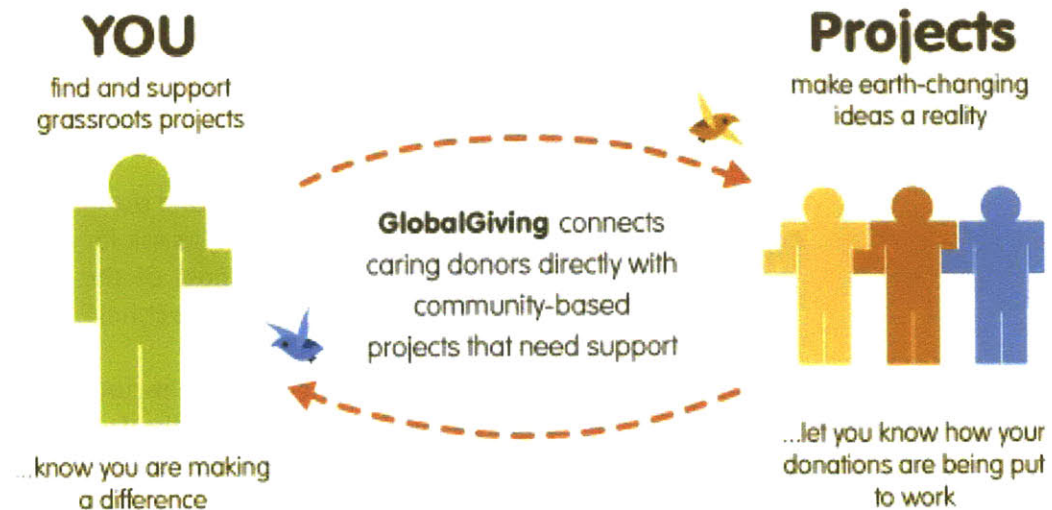 YOU
find and support
grassroots projects
Projects
make earth-changing
ideas a reality
GlobalGiving connects
caring donors directly with
community-based
projects that need support
...know you are making
a difference
...let you know how your
donations are being put
to work